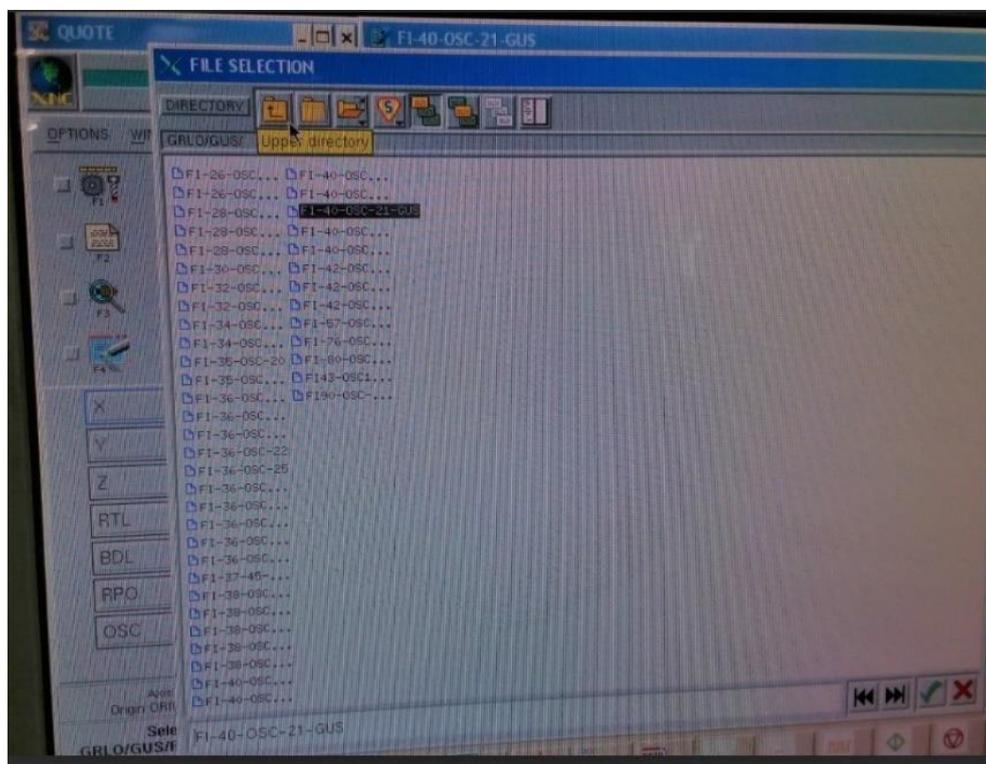 QUOTE
FI-40-OSC-21-GUS
FILE SELECTION
XNC
DIRECTORY
OPTIONS
GRLO/GUS/
Upper directory
F1
F2
F3
F4
X
Y
Z
RTL
BDL
RPO
OSC
FI-26-OSC... FI-40-OSC...
FI-26-OSC... FI-40-OSC...
FI-28-OSC... FI-40-OSC-21-GUS
FI-28-OSC... FI-40-OSC...
FI-28-OSC... FI-40-OSC...
FI-30-OSC... FI-42-OSC...
FI-32-OSC... FI-42-OSC...
FI-32-OSC... FI-42-OSC...
FI-34-OSC... FI-57-OSC...
FI-34-OSC... FI-76-OSC...
FI-35-OSC-20 FI-80-OSC...
FI-35-OSC... FI43-OSC1...
FI-36-OSC... FI90-OSC-...
FI-36-OSC...
FI-36-OSC...
FI-36-OSC-22
FI-36-OSC-25
FI-36-OSC...
FI-36-OSC...
FI-36-OSC...
FI-36-OSC...
FI-36-OSC...
FI-37-45-...
FI-38-OSC...
FI-38-OSC...
FI-38-OSC...
FI-38-OSC...
FI-38-OSC...
FI-40-OSC...
FI-40-OSC...
Origin
Sele
GRLO/GUS/F
FI-40-OSC-21-GUS